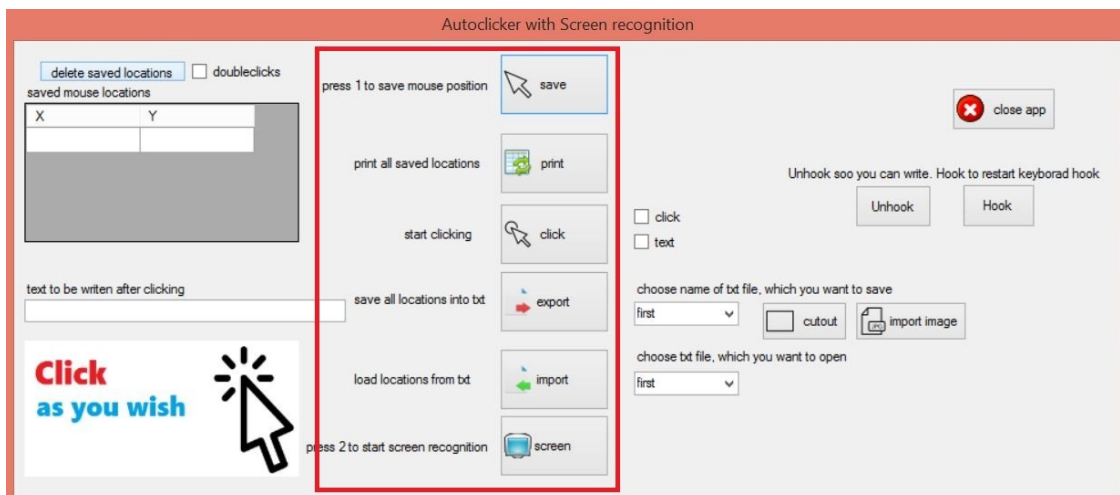 Autoclicker with Screen recognition
delete saved locations
doubleclicks
saved mouse locations
X Y
press 1 to save mouse position
save
print all saved locations
print
start clicking
click
save all locations into txt
export
load locations from txt
import
press 2 to start screen recognition
screen
text to be writen after clicking
Click
as you wish
close app
Unhook soo you can write. Hook to restart keyborad hook
Unhook
Hook
click
text
choose name of txt file, which you want to save
first
cutout
JPG
import image
choose txt file, which you want to open
first